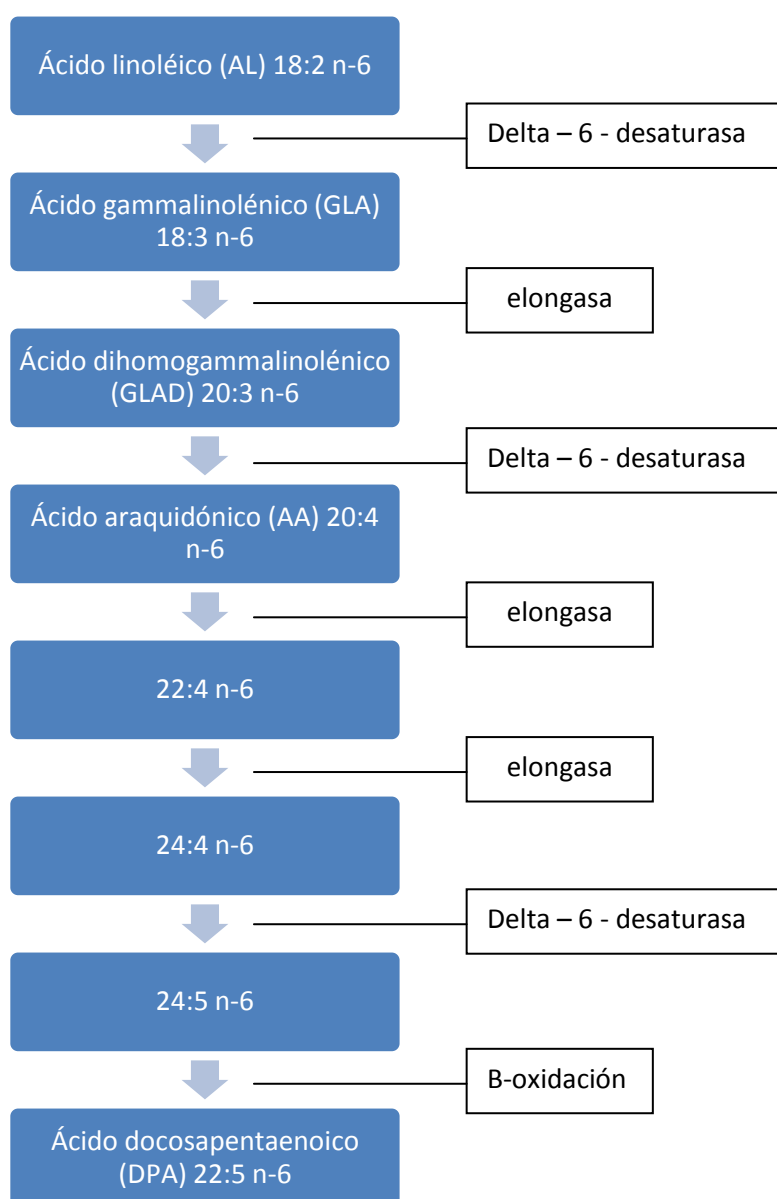 Ácido linoléico (AL) 18:2 n-6
Delta – 6 - desaturasa
Ácido gammalinolénico (GLA)
18:3 n-6
elongasa
Ácido dihomogammalinolénico
(GLAD) 20:3 n-6
Delta – 6 - desaturasa
Ácido araquidónico (AA) 20:4
n-6
elongasa
22:4 n-6
elongasa
24:4 n-6
Delta – 6 - desaturasa
24:5 n-6
B-oxidación
Ácido docosapentaenoico
(DPA) 22:5 n-6